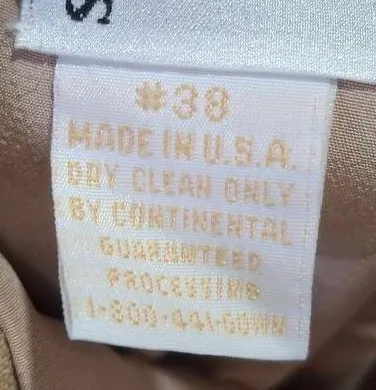 S
#38
MADE IN U.S.A.
DRY CLEAN ONLY
BY CONTINENTAL
GUARANTEED
PROCESSING
1-800-441-GOWN